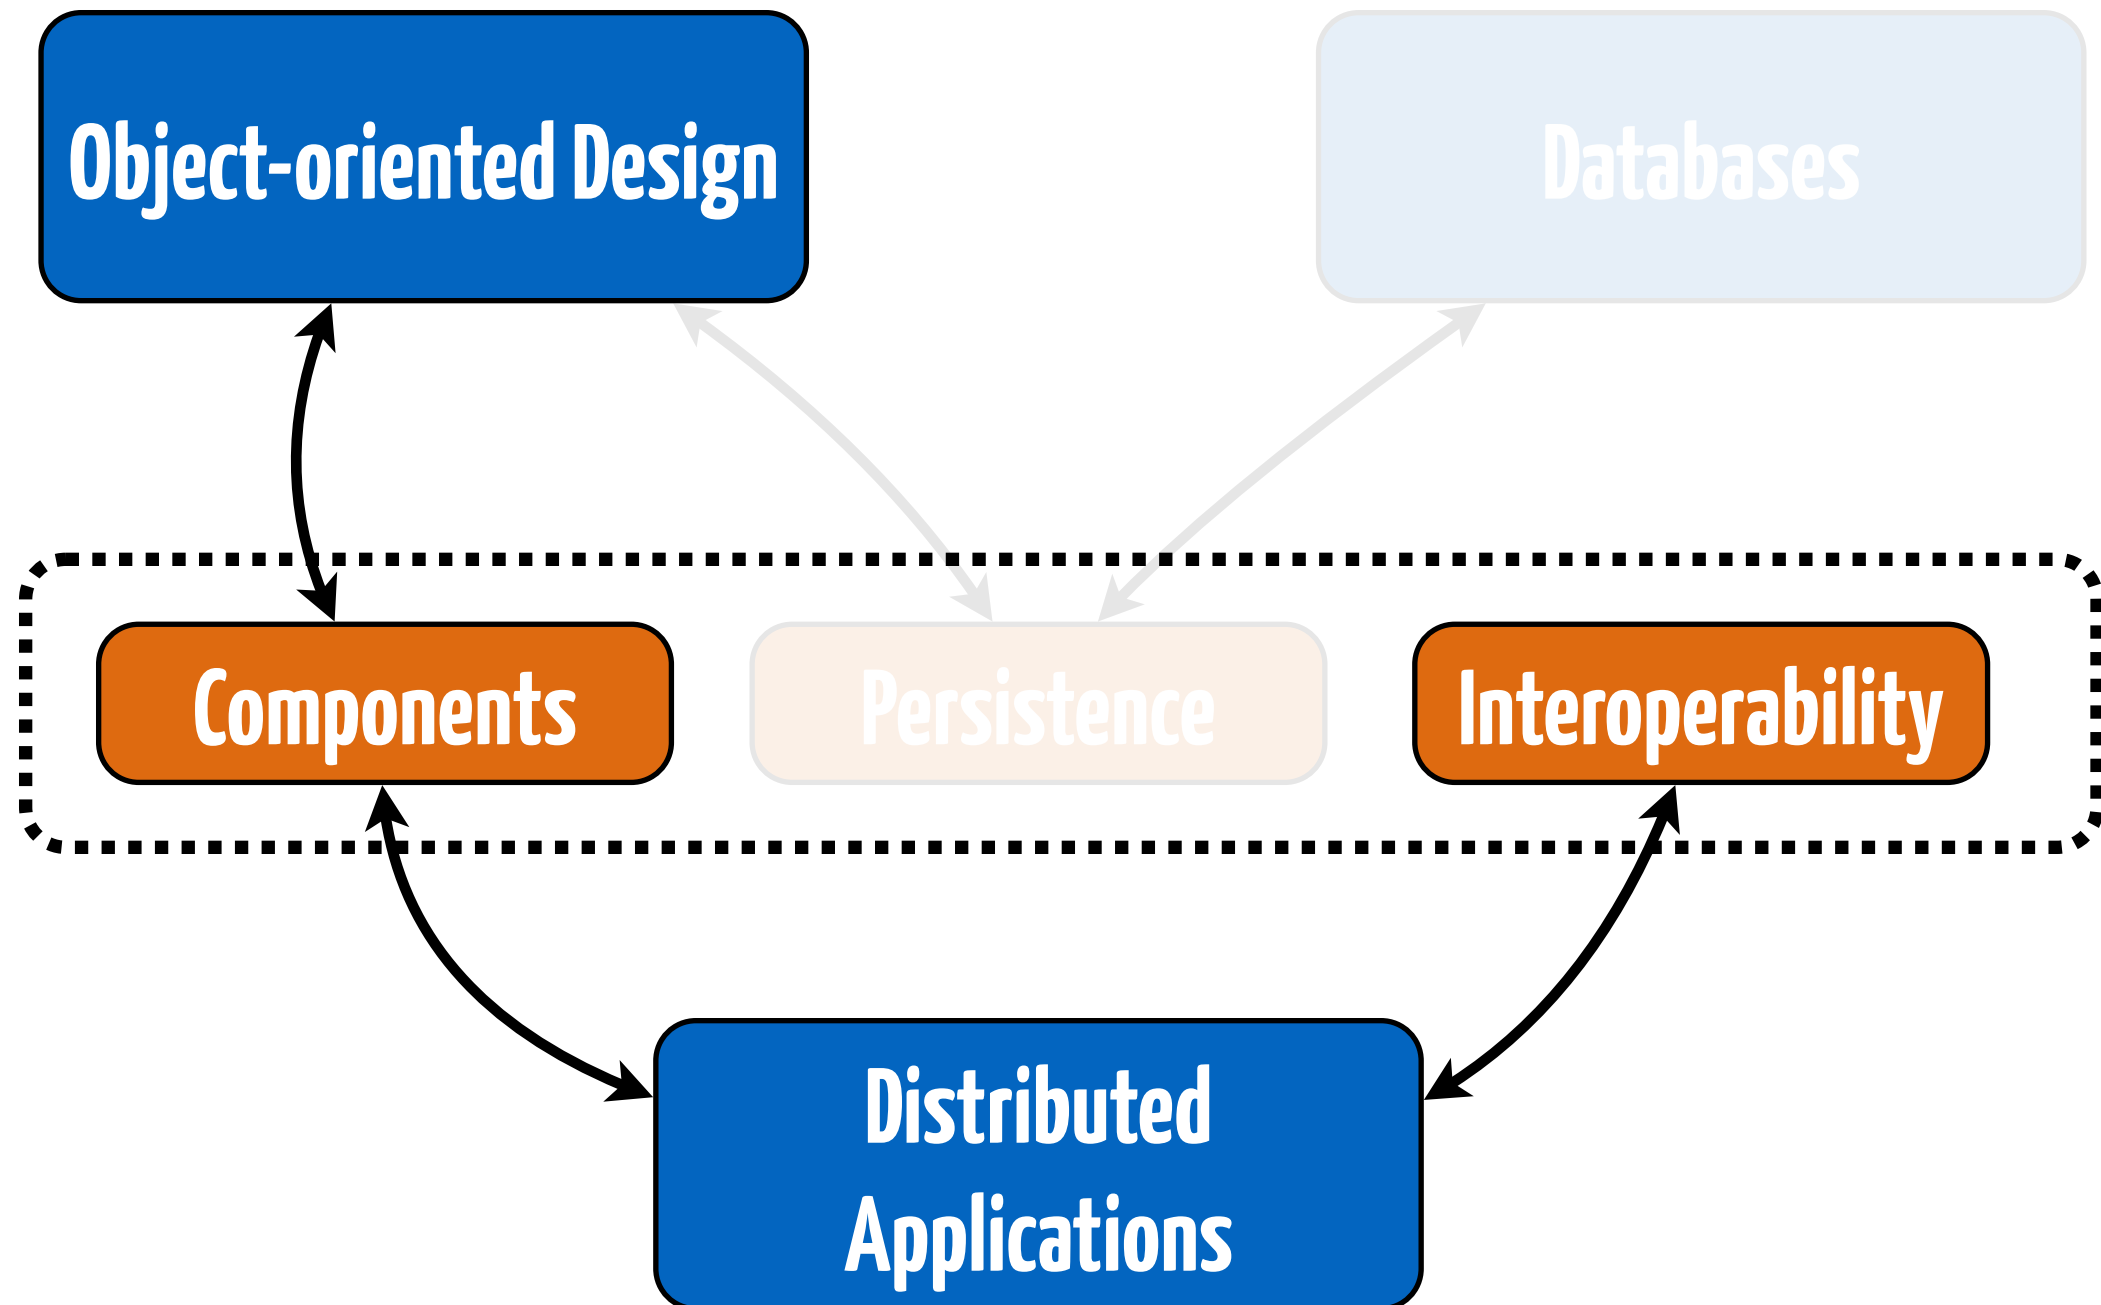 Object-oriented Design
Databases
Components
Persistence
Interoperability
Distributed
Applications